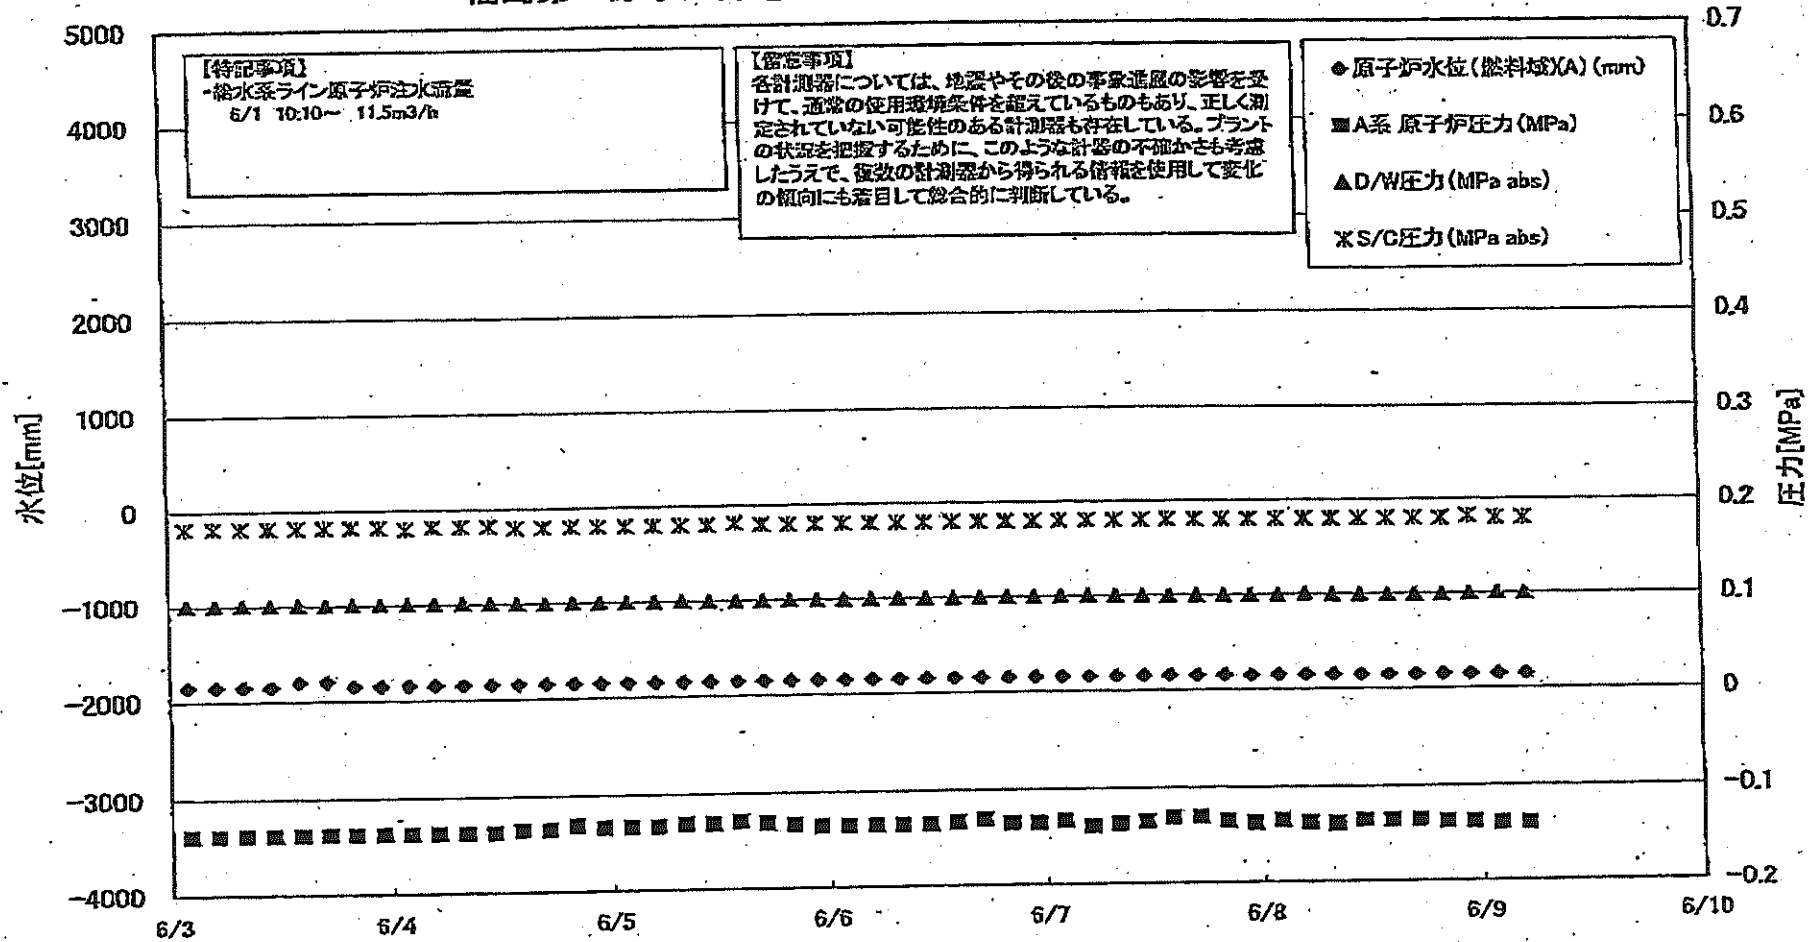 5000
4000
3000
2000
1000
0
-1000
-2000
-3000
-4000
水位[mm]
【特記事項】
・給水系ライン原子炉注水流量
6/1 10:10～ 11.5m3/h
【留意事項】
各計測器については、地震やその後の事象進展の影響を受
けて、通常の使用環境条件を超えているものもあり、正しく測
定されていない可能性のある計測器も存在している。プラント
の状況を把握するために、このような計器の不確かさも考慮
したうえで、複数の計測器から得られる情報を使用して変化
の傾向にも着目して総合的に判断している。
◆原子炉水位(燃料域)(A)(mm)
■A系 原子炉圧力(MPa)
▲D/W圧力(MPa abs)
S/C圧力(MPa abs)
0.7
0.6
0.5
0.4
0.3
0.2
0.1
0
-0.1
-0.2
圧力[MPa]
6/3
6/4
6/5
6/6
6/7
6/8
6/9
6/10